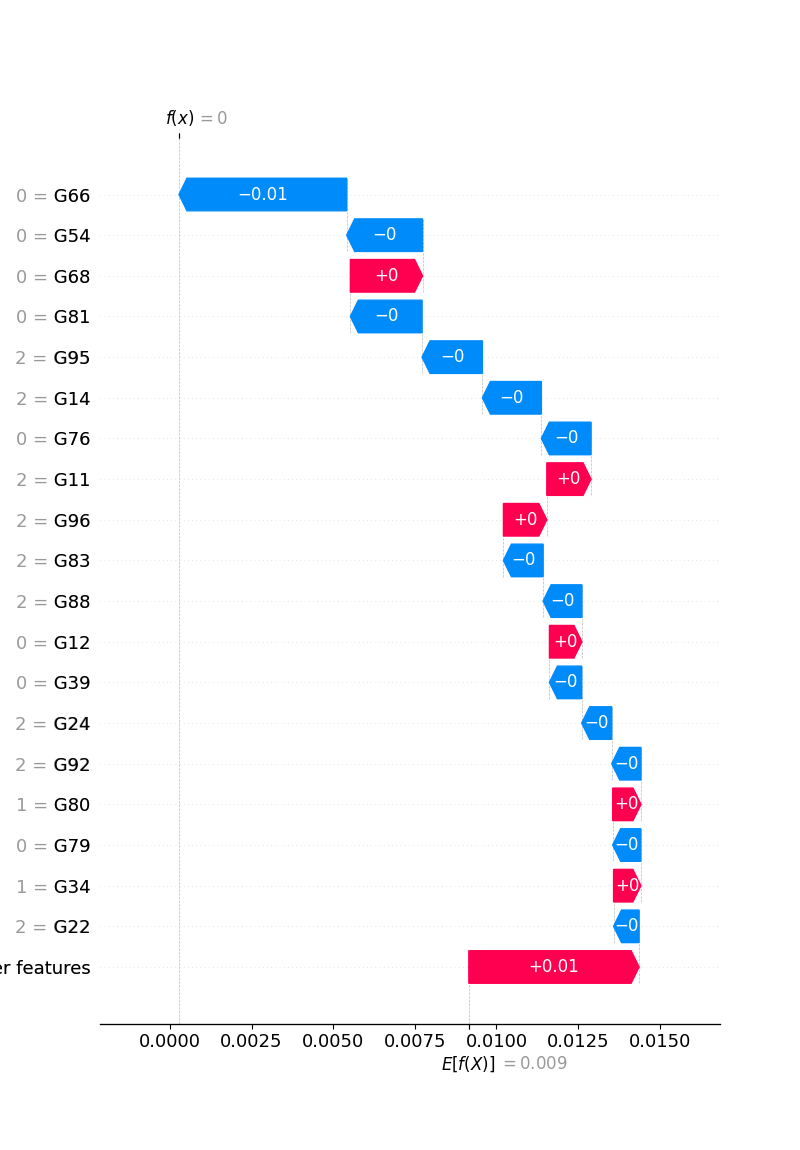 f(x) = 0
0 = G66 −0.01
0 = G54 −0
0 = G68 +0
0 = G81 −0
2 = G95 −0
2 = G14 −0
0 = G76 −0
2 = G11 +0
2 = G96 +0
2 = G83 −0
2 = G88 −0
0 = G12 +0
0 = G39 −0
2 = G24 −0
2 = G92 −0
1 = G80 +0
0 = G79 −0
1 = G34 +0
2 = G22 −0
features +0.01
0.0000 0.0025 0.0050 0.0075 0.0100 0.0125 0.0150
E[f(X)] = 0.009